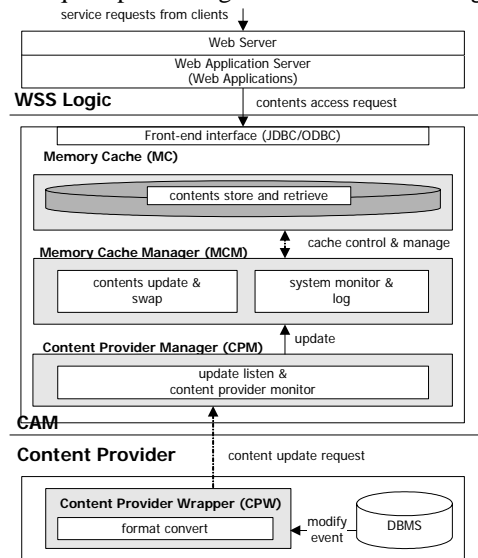 service requests from clients
Web Server
Web Application Server
(Web Applications)
WSS Logic
contents access request
Front-end interface (JDBC/ODBC)
Memory Cache (MC)
contents store and retrieve
cache control & manage
Memory Cache Manager (MCM)
contents update &
swap
system monitor &
log
update
Content Provider Manager (CPM)
update listen &
content provider monitor
CAM
Content Provider
content update request
Content Provider Wrapper (CPW)
format convert
modify
event
DBMS